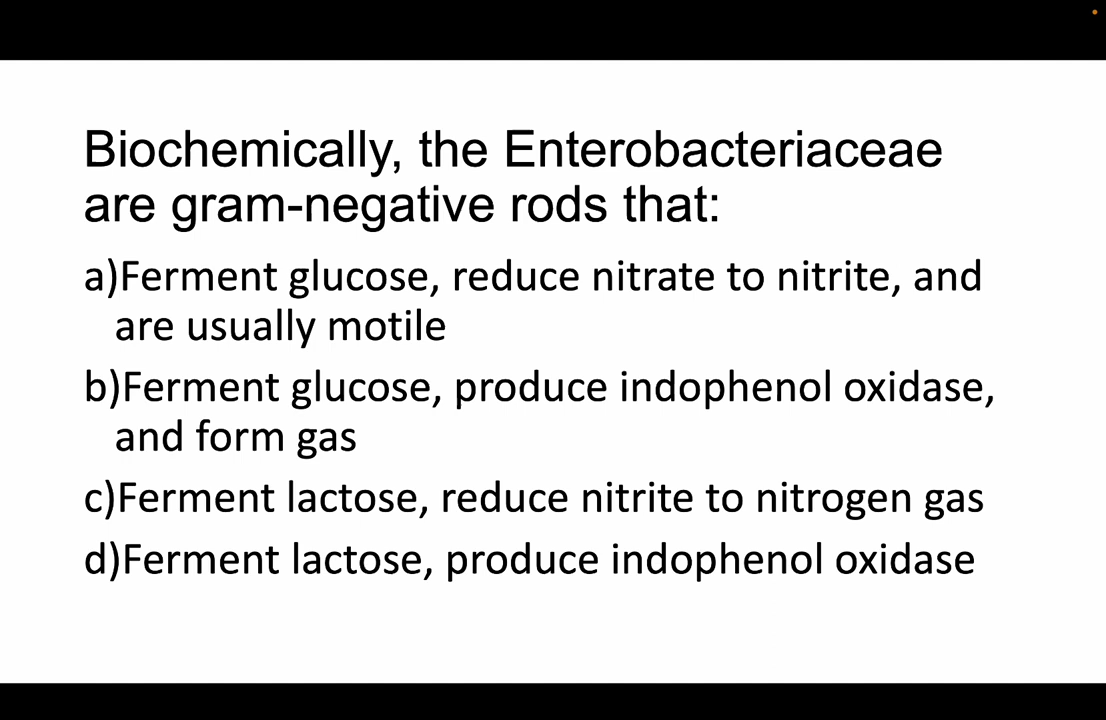 Biochemically, the Enterobacteriaceae
are gram-negative rods that:
a)Ferment glucose, reduce nitrate to nitrite, and
are usually motile
b)Ferment glucose, produce indophenol oxidase,
and form gas
c)Ferment lactose, reduce nitrite to nitrogen gas
d)Ferment lactose, produce indophenol oxidase